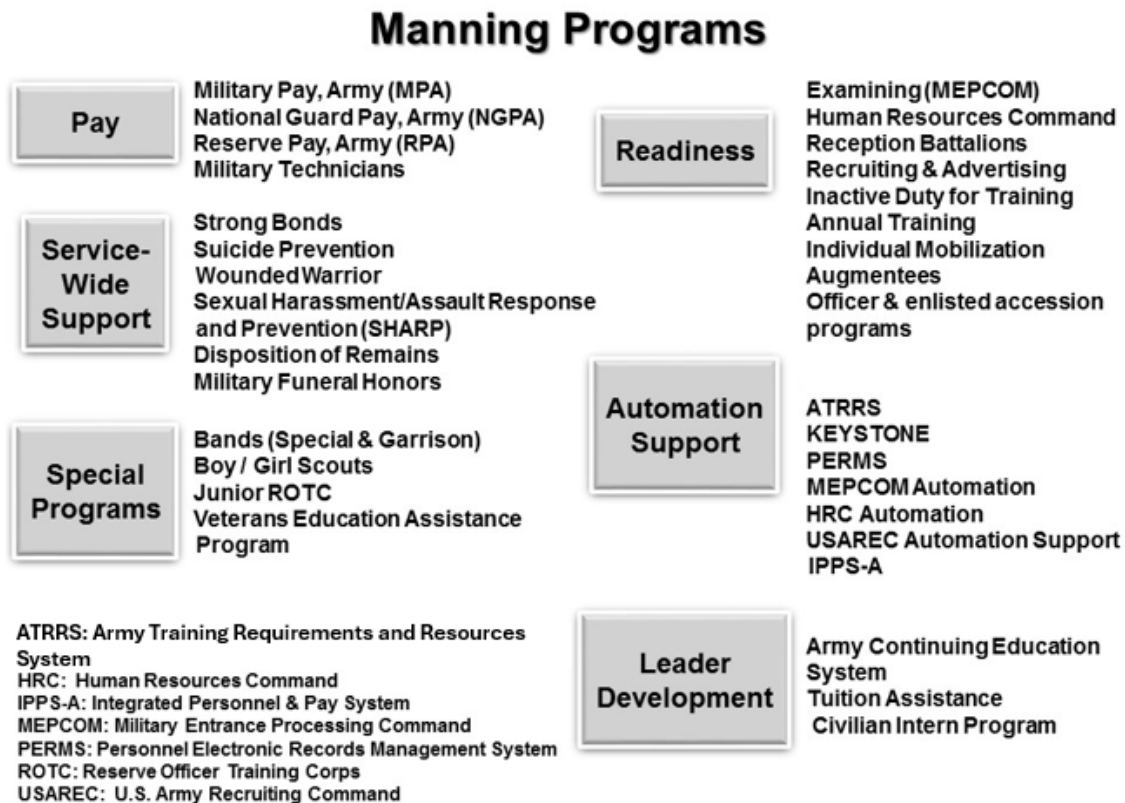 Manning Programs
Pay
Military Pay, Army (MPA)
National Guard Pay, Army (NGPA)
Reserve Pay, Army (RPA)
Military Technicians
Service-
Wide
Support
Strong Bonds
Suicide Prevention
Wounded Warrior
Sexual Harassment/Assault Response
and Prevention (SHARP)
Disposition of Remains
Military Funeral Honors
Special
Programs
Bands (Special & Garrison)
Boy / Girl Scouts
Junior ROTC
Veterans Education Assistance
Program
Readiness
Examining (MEPCOM)
Human Resources Command
Reception Battalions
Recruiting & Advertising
Inactive Duty for Training
Annual Training
Individual Mobilization
Augmentees
Officer & enlisted accession
programs
Automation
Support
ATRRS
KEYSTONE
PERMS
MEPCOM Automation
HRC Automation
USAREC Automation Support
IPPS-A
Leader
Development
Army Continuing Education
System
Tuition Assistance
Civilian Intern Program
ATRRS: Army Training Requirements and Resources
System
HRC: Human Resources Command
IPPS-A: Integrated Personnel & Pay System
MEPCOM: Military Entrance Processing Command
PERMS: Personnel Electronic Records Management System
ROTC: Reserve Officer Training Corps
USAREC: U.S. Army Recruiting Command